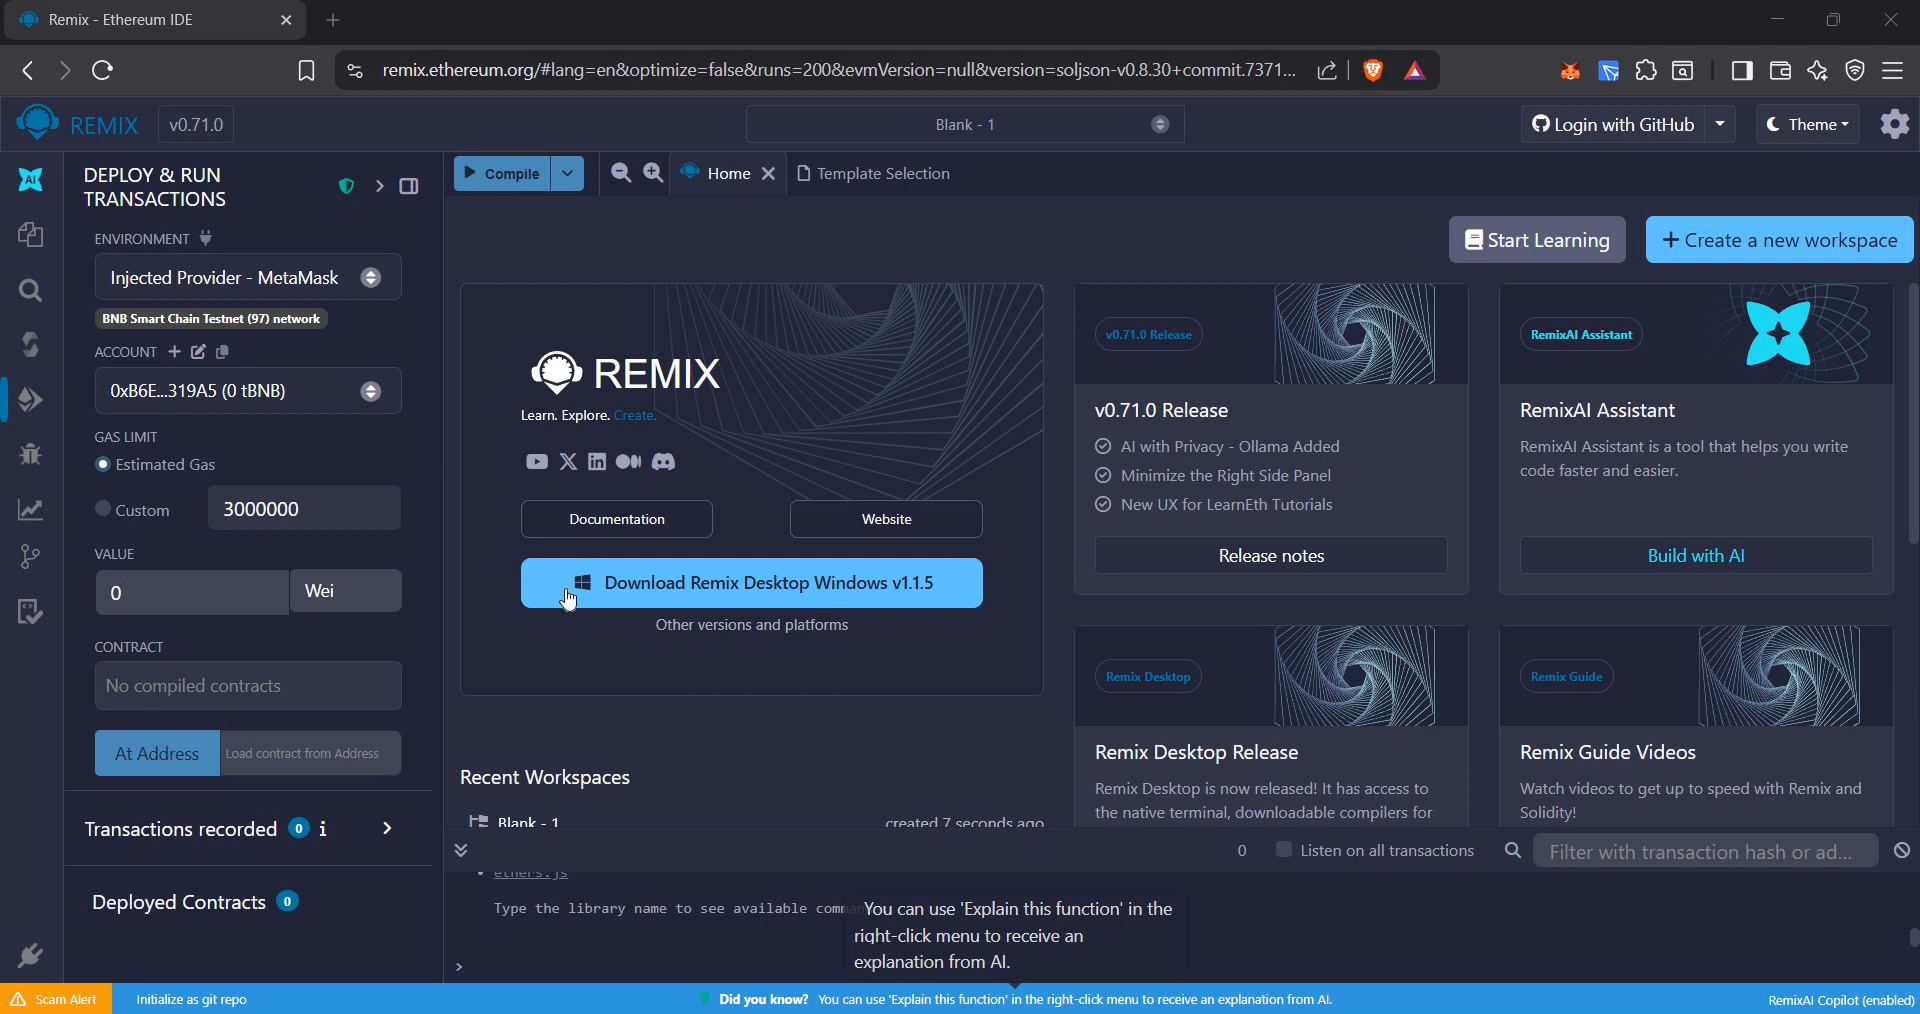 Remix - Ethereum IDE
remix.ethereum.org/#lang=en&optimize=false&runs=200&evmVersion=null&version=soljson-v0.8.30+commit.7371...
REMIX
v0.71.0
Blank - 1
Login with GitHub
Theme
DEPLOY & RUN
TRANSACTIONS
ENVIRONMENT
Injected Provider - MetaMask
BNB Smart Chain Testnet (97) network
ACCOUNT
0xB6E...319A5 (0 tBNB)
GAS LIMIT
Estimated Gas
Custom
3000000
VALUE
0
Wei
CONTRACT
No compiled contracts
At Address
Load contract from Address
Transactions recorded 0 i
Deployed Contracts 0
AI
Compile
Home
Template Selection
Start Learning
+ Create a new workspace
REMIX
Learn. Explore. Create.
Documentation
Website
Download Remix Desktop Windows v1.1.5
Other versions and platforms
Recent Workspaces
Blank - 1
created 7 seconds ago
v0.71.0 Release
v0.71.0 Release
AI with Privacy - Ollama Added
Minimize the Right Side Panel
New UX for LearnEth Tutorials
Release notes
RemixAI Assistant
RemixAI Assistant
RemixAI Assistant is a tool that helps you write
code faster and easier.
Build with AI
Remix Desktop
Remix Desktop Release
Remix Desktop is now released! It has access to
the native terminal, downloadable compilers for
Remix Guide
Remix Guide Videos
Watch videos to get up to speed with Remix and
Solidity!
0
Listen on all transactions
Filter with transaction hash or ad...
ethers.js
Type the library name to see available
You can use 'Explain this function' in the
right-click menu to receive an
explanation from AI.
>
Scam Alert
Initialize as git repo
Did you know? You can use 'Explain this function' in the right-click menu to receive an explanation from AI.
RemixAI Copilot (enabled)